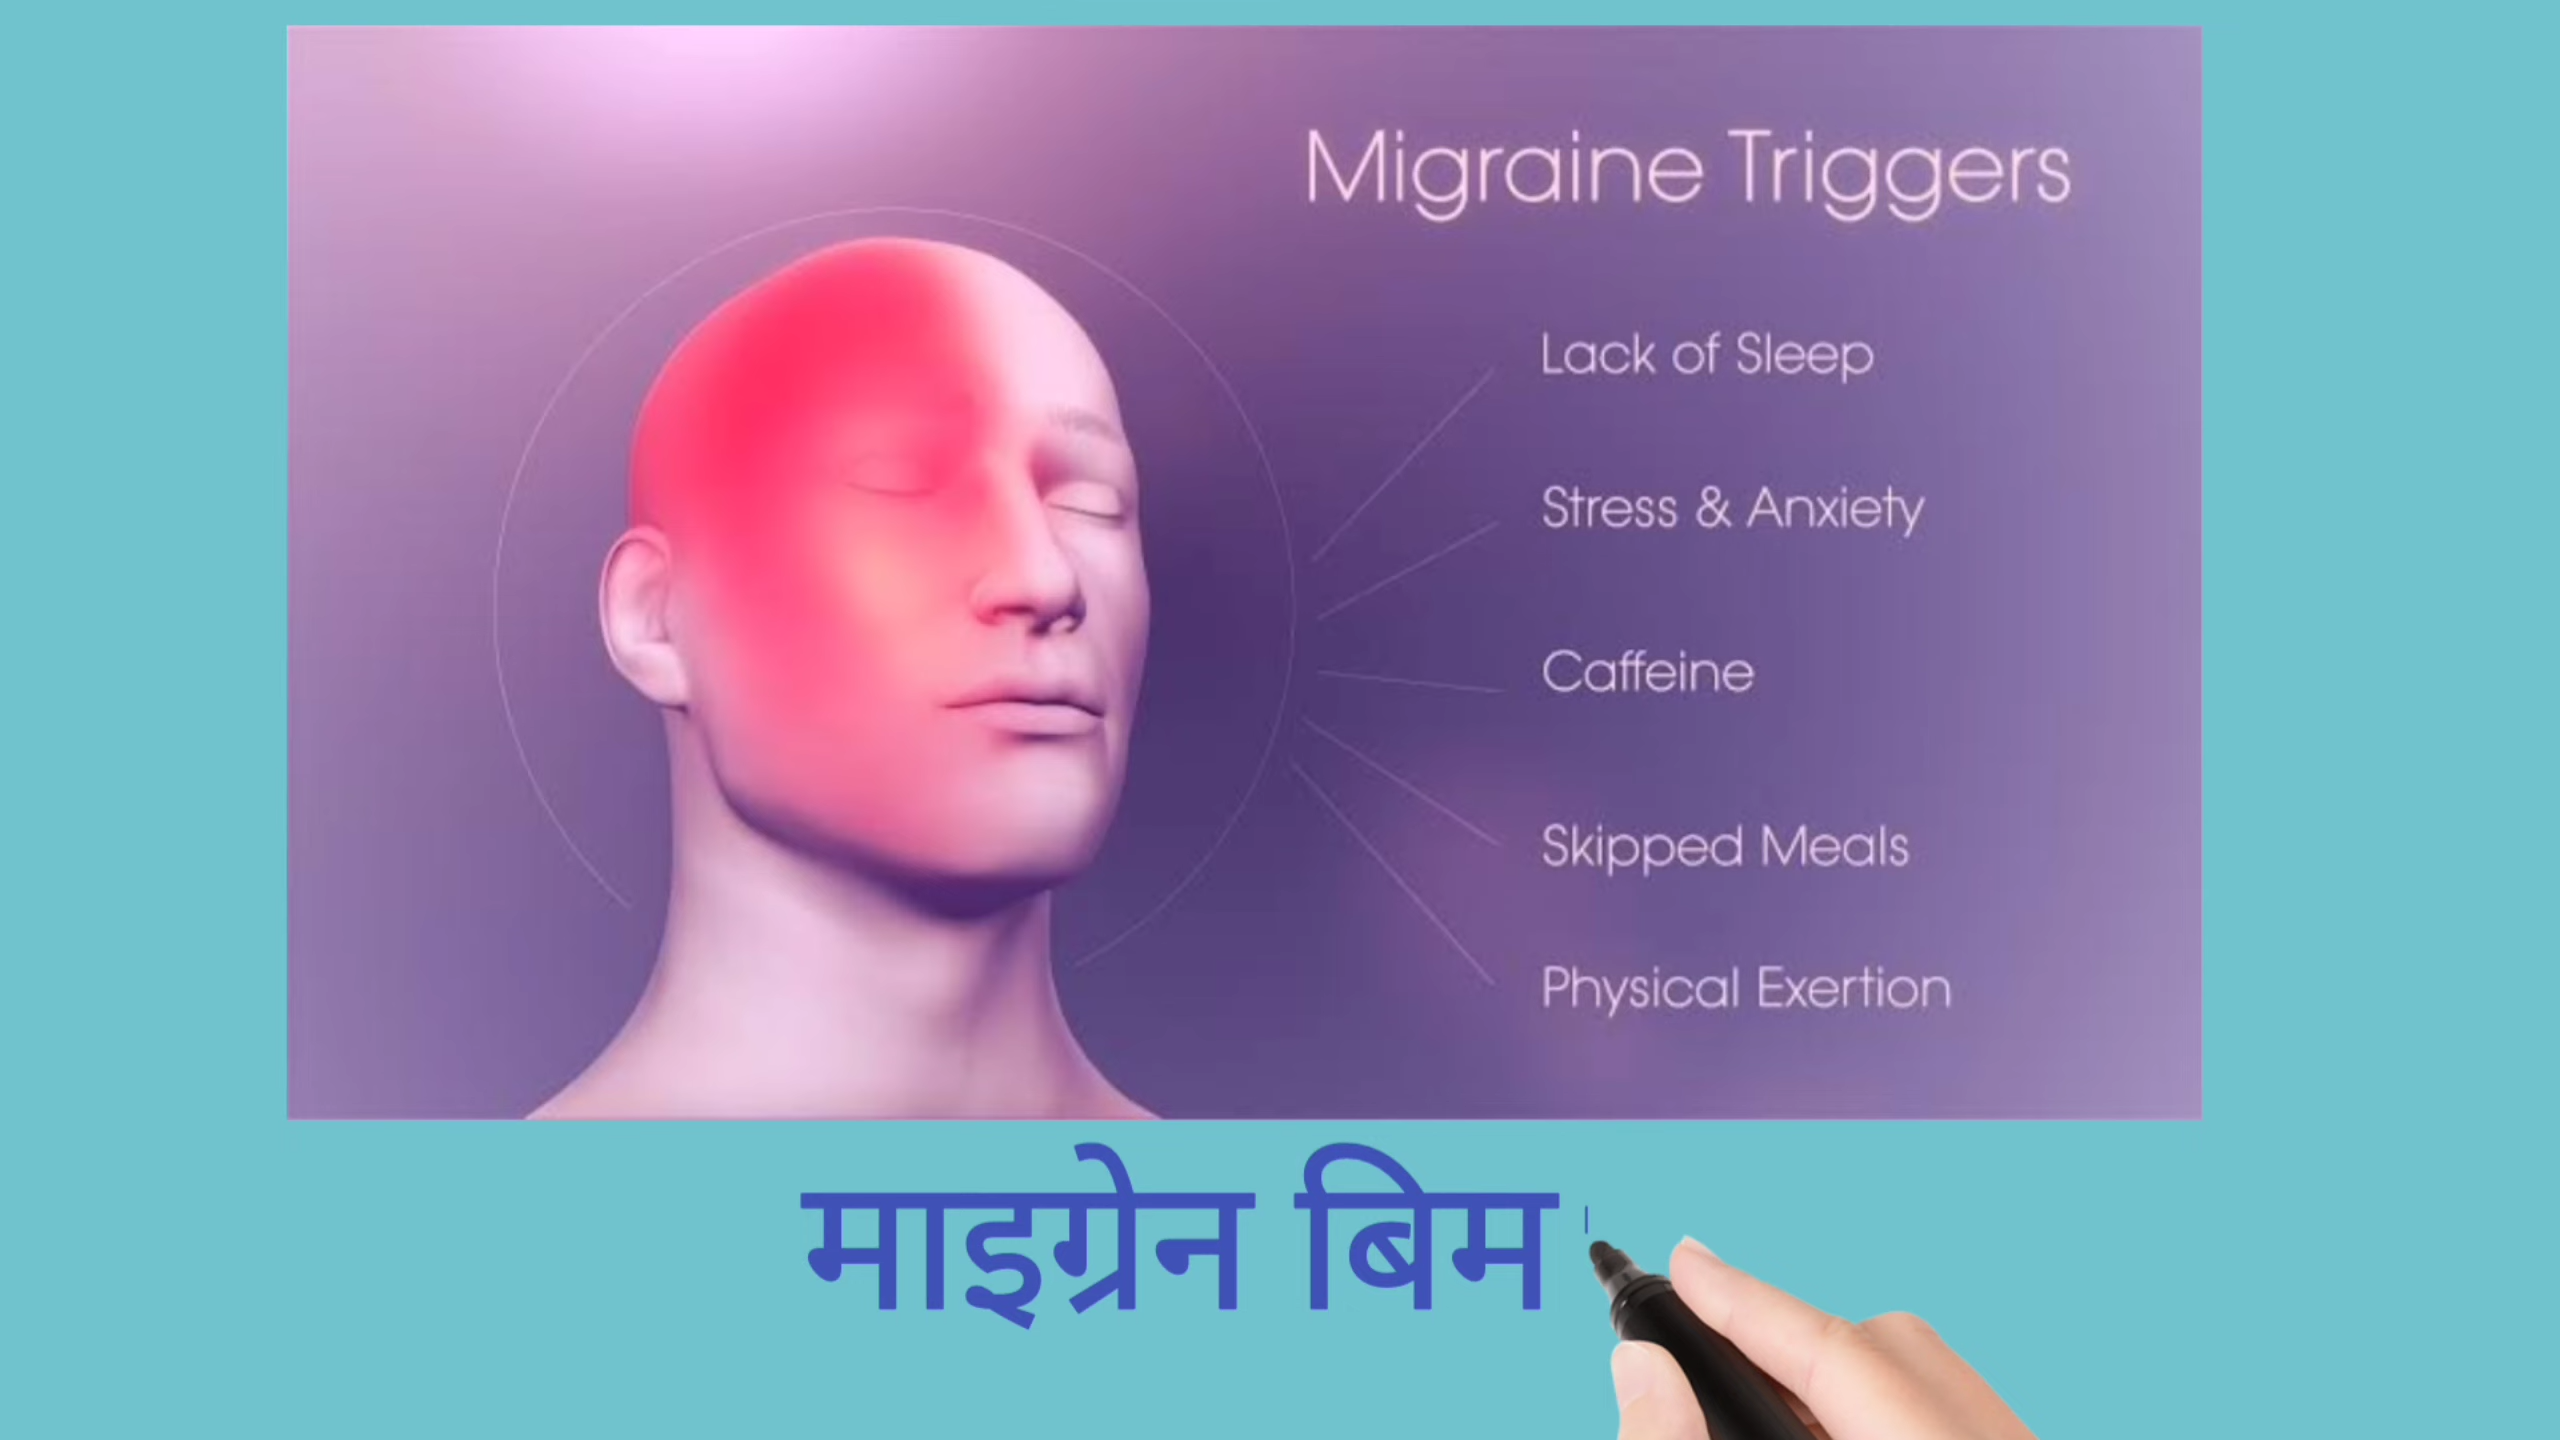 Migraine Triggers
Lack of Sleep
Stress & Anxiety
Caffeine
Skipped Meals
Physical Exertion
माइग्रेन बिम